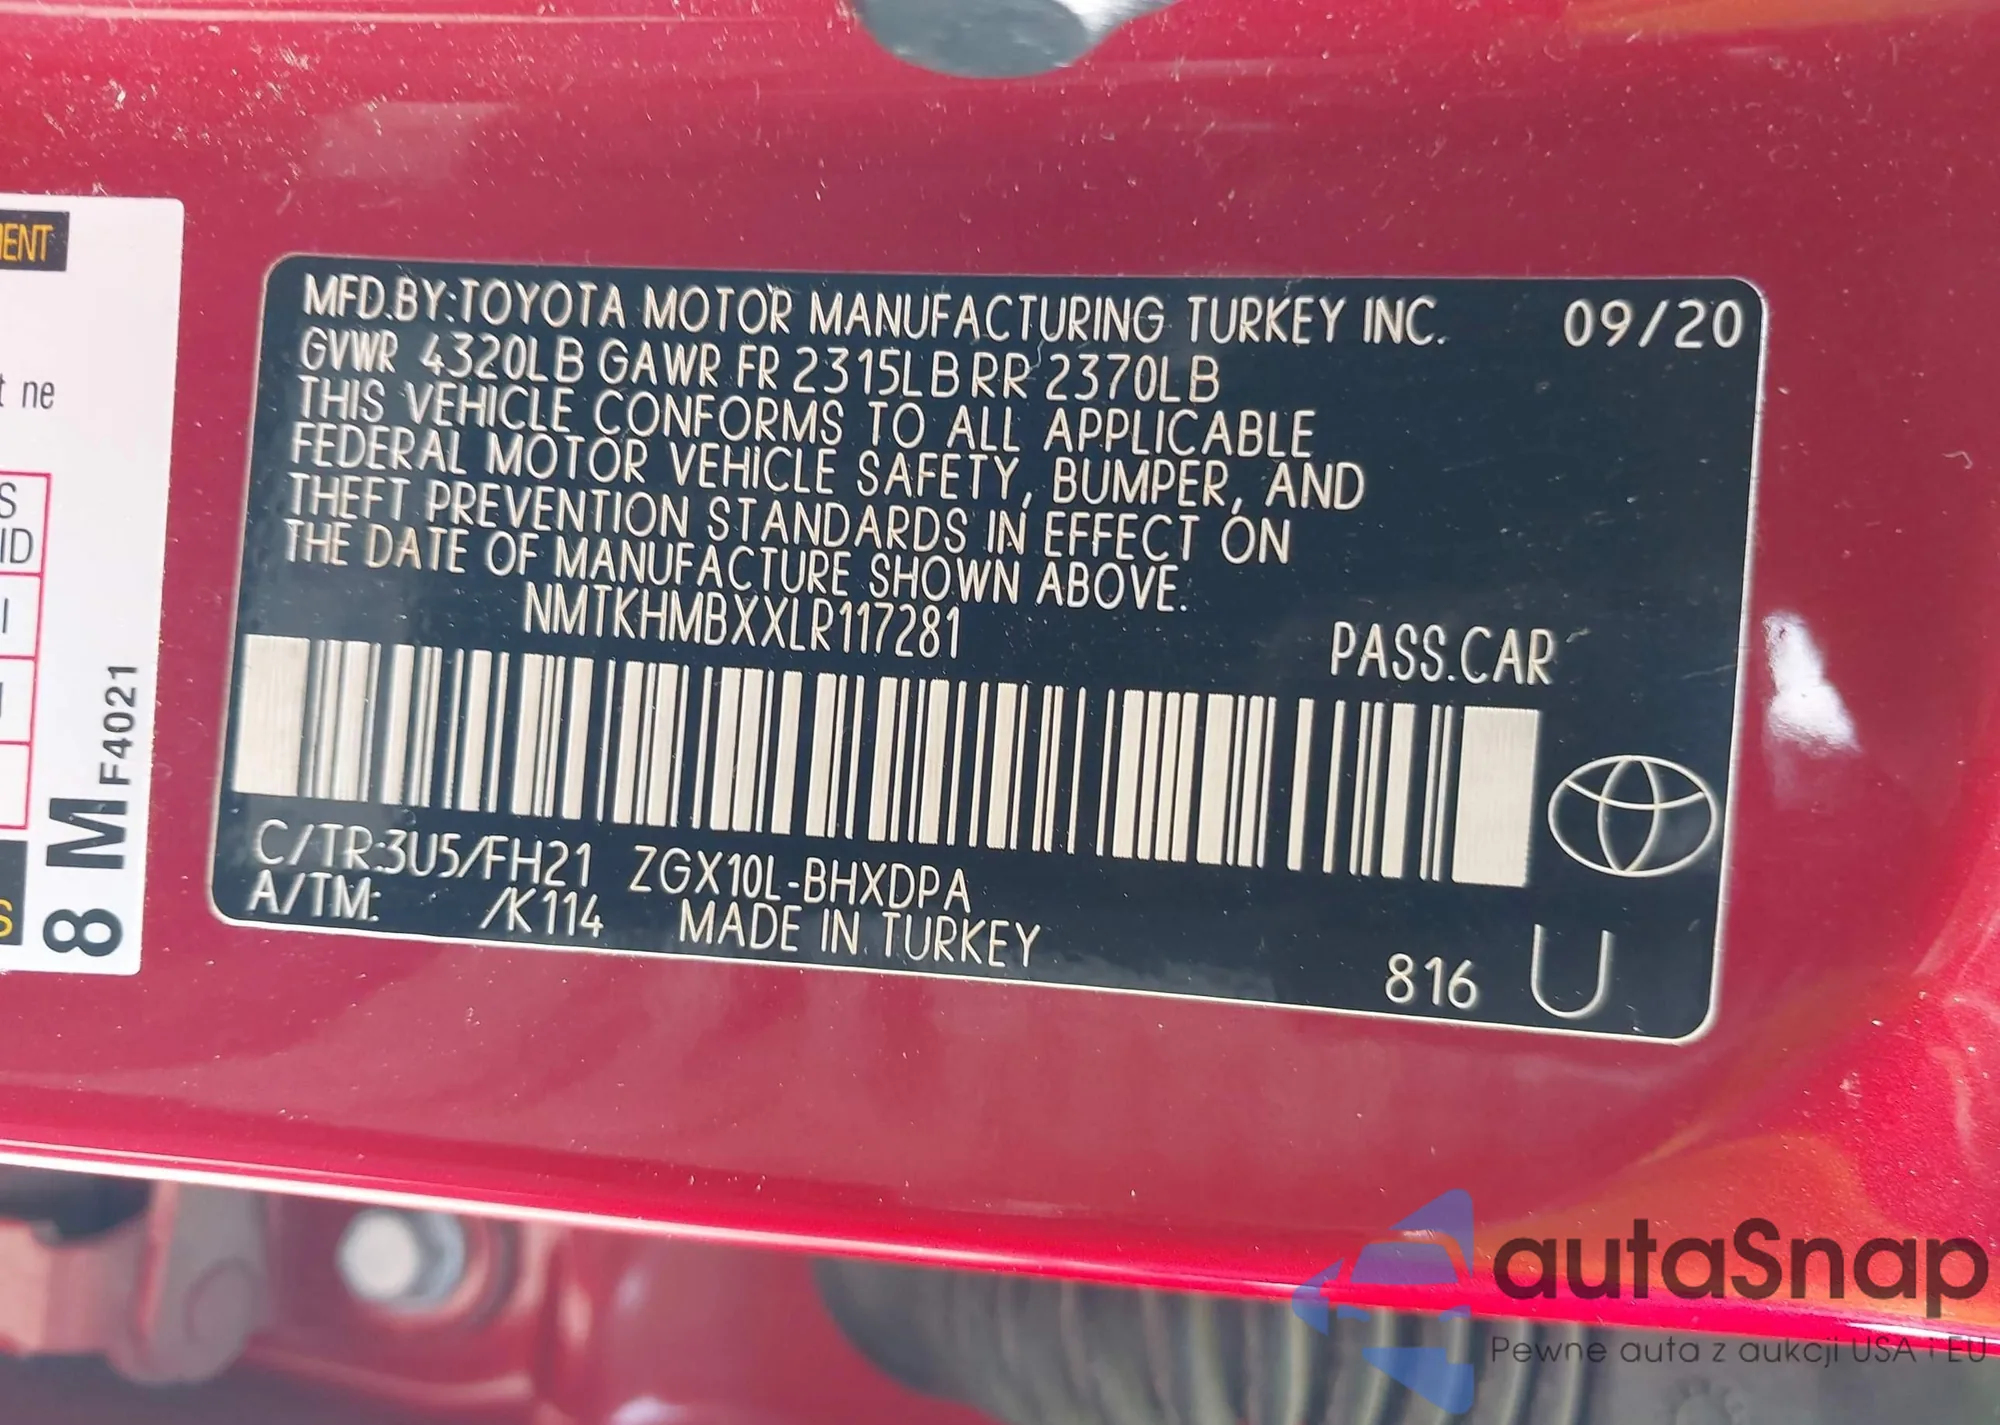 MFD.BY:TOYOTA MOTOR MANUFACTURING TURKEY INC. 09/20
GVWR 4320LB GAWR FR 2315LB RR 2370LB
THIS VEHICLE CONFORMS TO ALL APPLICABLE
FEDERAL MOTOR VEHICLE SAFETY, BUMPER, AND
THEFT PREVENTION STANDARDS IN EFFECT ON
THE DATE OF MANUFACTURE SHOWN ABOVE.
NMTKHMBXXLR117281
PASS.CAR
C/TR:3U5/FH21 ZGX10L-BHXDPA
A/TM: /K114 MADE IN TURKEY
816 U
ne
8 M F4021
autaSnap
Pewne auta z aukcji USA i EU